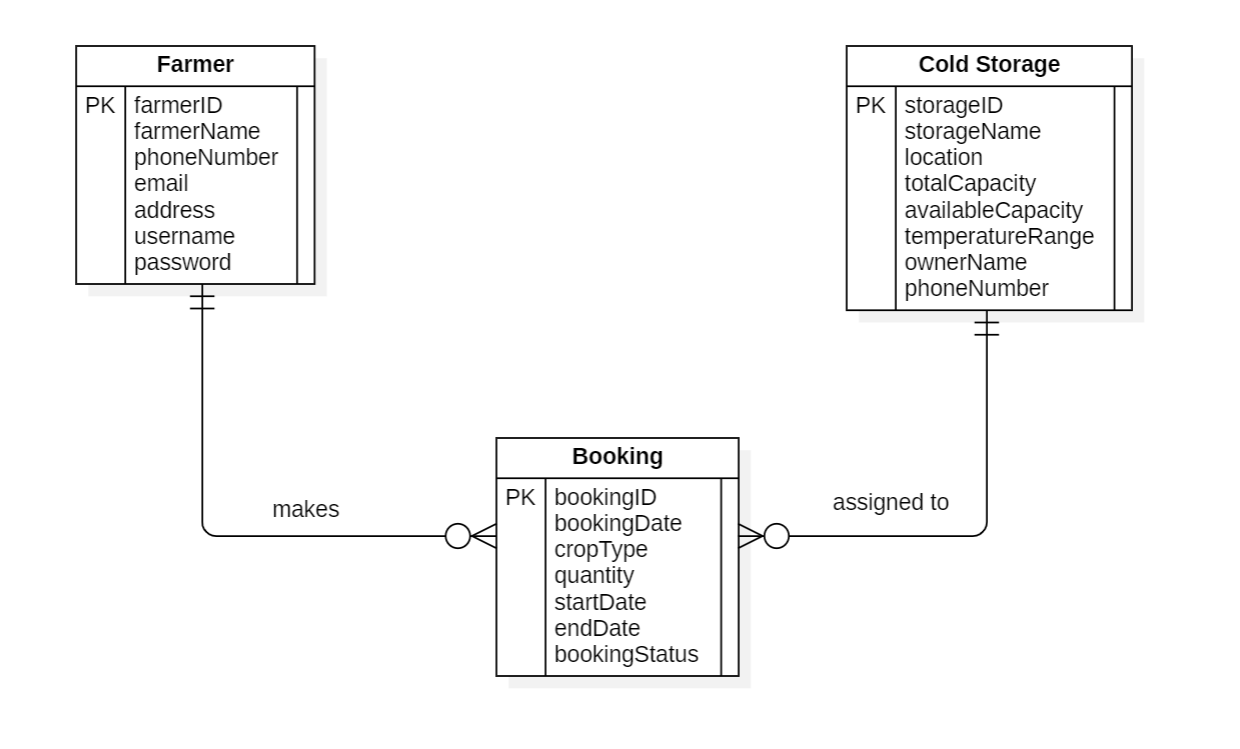 Farmer
PK farmerID
farmerName
phoneNumber
email
address
username
password
Cold Storage
PK storageID
storageName
location
totalCapacity
availableCapacity
temperatureRange
ownerName
phoneNumber
makes
assigned to
Booking
PK bookingID
bookingDate
cropType
quantity
startDate
endDate
bookingStatus